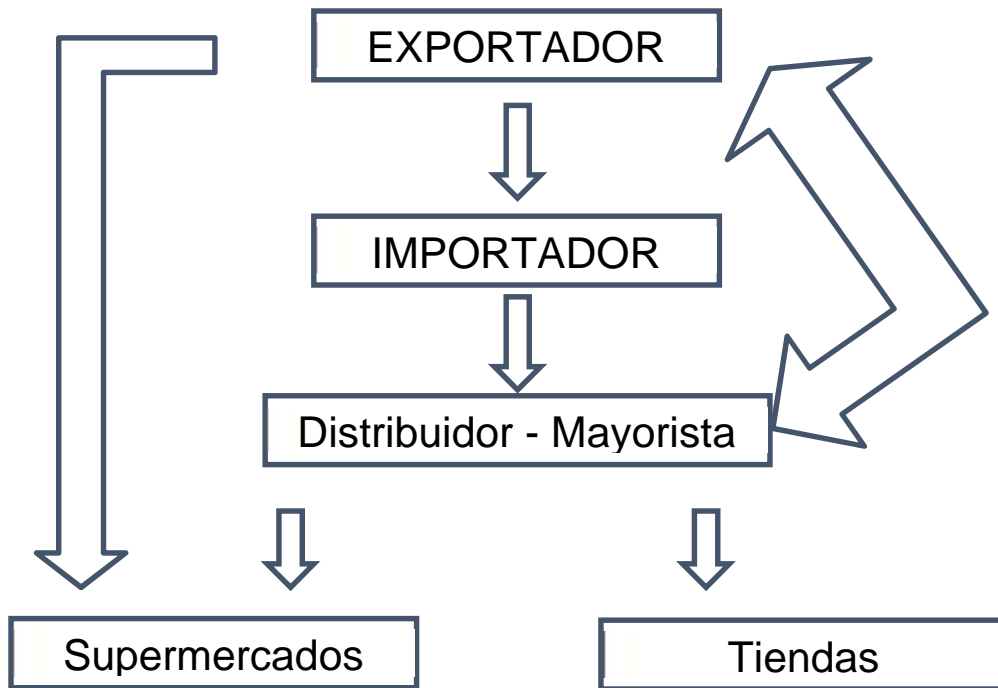 EXPORTADOR
IMPORTADOR
Distribuidor - Mayorista
Supermercados
Tiendas